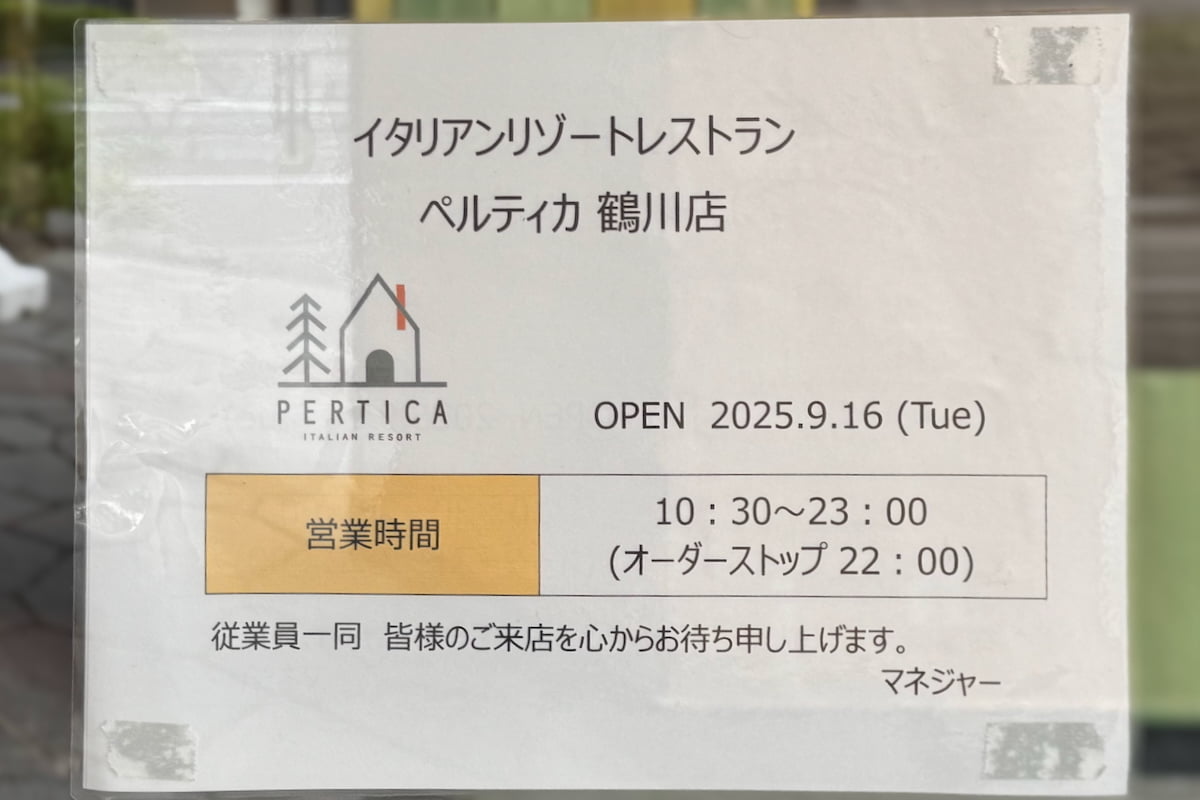 イタリアンリゾートレストラン
ペルティカ 鶴川店
PERTICA
ITALIAN RESORT
OPEN 2025.9.16 (Tue)
営業時間
10：30～23：00
(オーダーストップ 22：00)
従業員一同 皆様のご来店を心からお待ち申し上げます。
マネジャー